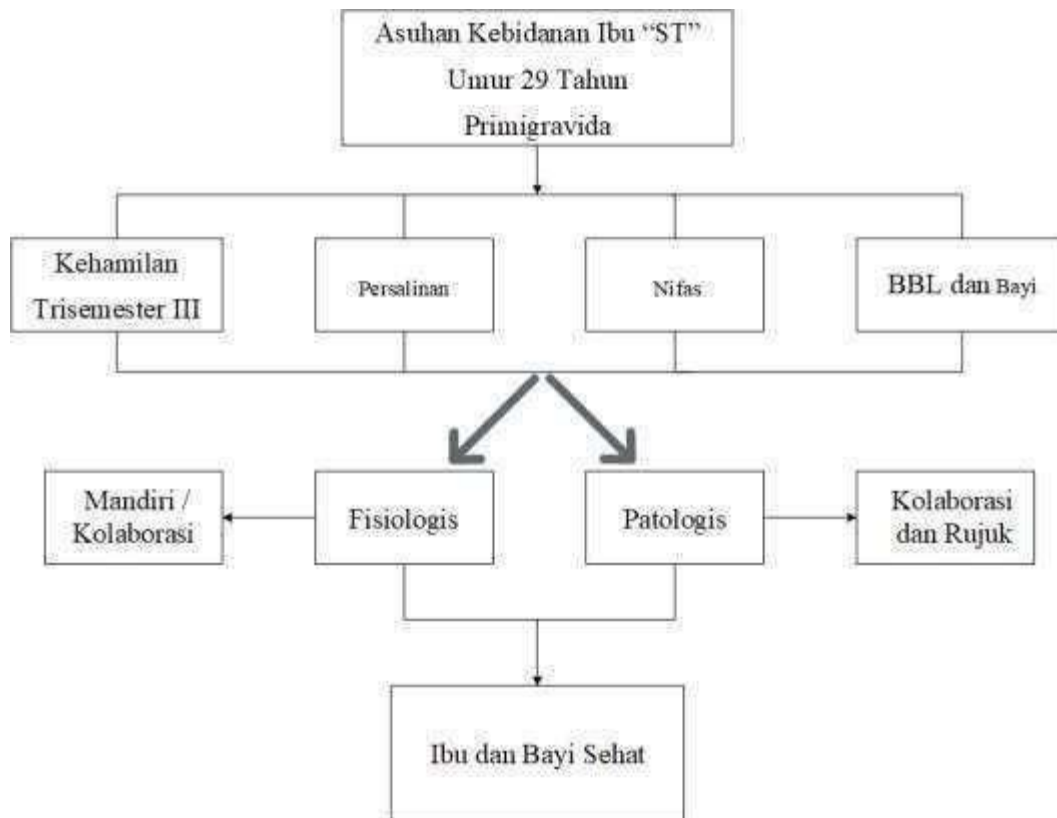 Asuhan Kebidanan Ibu “ST”
Umur 29 Tahun
Primigravida
Kehamilan
Trisemester III
Persalinan
Nifas
BBL dan Bayi
Mandiri /
Kolaborasi
Fisiologis
Patologis
Kolaborasi
dan Rujuk
Ibu dan Bayi Sehat